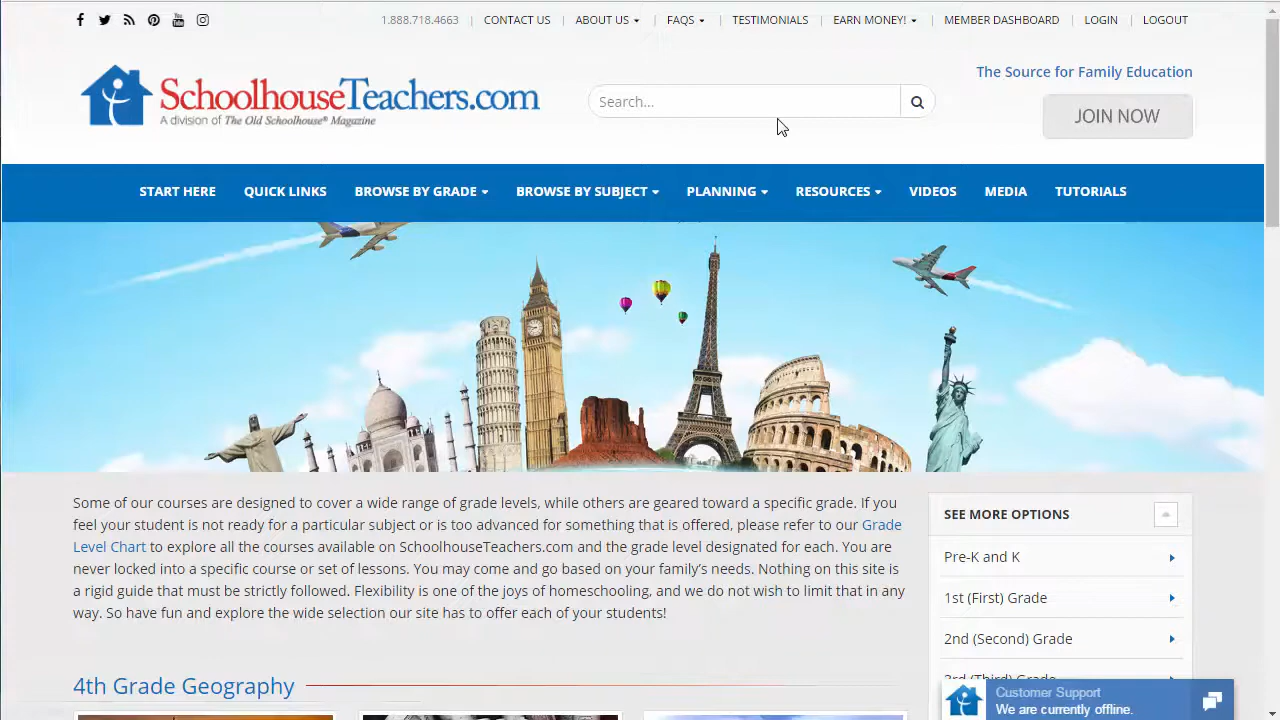 1.888.718.4663 CONTACT US ABOUT US FAQS TESTIMONIALS EARN MONEY! MEMBER DASHBOARD LOGIN LOGOUT
SchoolhouseTeachers.com
A division of The Old Schoolhouse® Magazine
Search...
The Source for Family Education
JOIN NOW
START HERE QUICK LINKS BROWSE BY GRADE BROWSE BY SUBJECT PLANNING RESOURCES VIDEOS MEDIA TUTORIALS
Some of our courses are designed to cover a wide range of grade levels, while others are geared toward a specific grade. If you
feel your student is not ready for a particular subject or is too advanced for something that is offered, please refer to our Grade
Level Chart to explore all the courses available on SchoolhouseTeachers.com and the grade level designated for each. You are
never locked into a specific course or set of lessons. You may come and go based on your family's needs. Nothing on this site is
a rigid guide that must be strictly followed. Flexibility is one of the joys of homeschooling, and we do not wish to limit that in any
way. So have fun and explore the wide selection our site has to offer each of your students!
4th Grade Geography
SEE MORE OPTIONS
Pre-K and K
1st (First) Grade
2nd (Second) Grade
3rd (Third) Grade
Customer Support
We are currently offline.